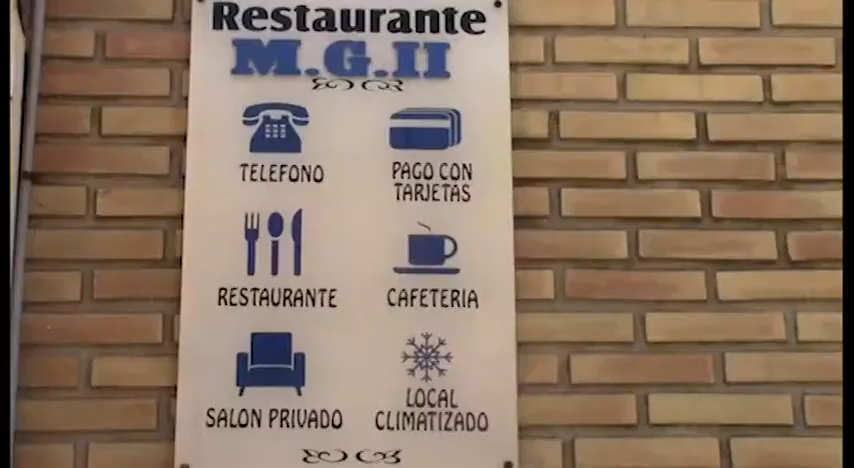 Restaurante
M.G.II
TELEFONO
PAGO CON
TARJETAS
RESTAURANTE
CAFETERIA
SALON PRIVADO
LOCAL
CLIMATIZADO